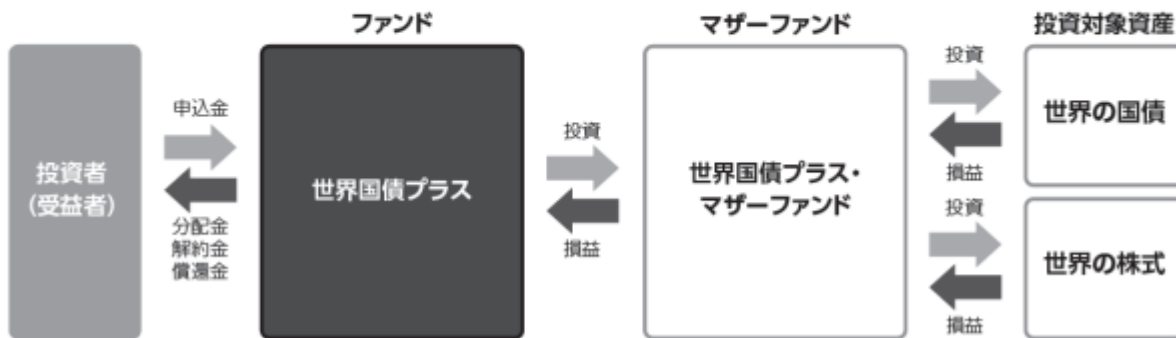 ファンド
マザーファンド
投資対象資産
投資者
(受益者)
申込金
分配金
解約金
償還金
世界国債プラス
投資
損益
世界国債プラス・
マザーファンド
投資
損益
世界の国債
投資
損益
世界の株式